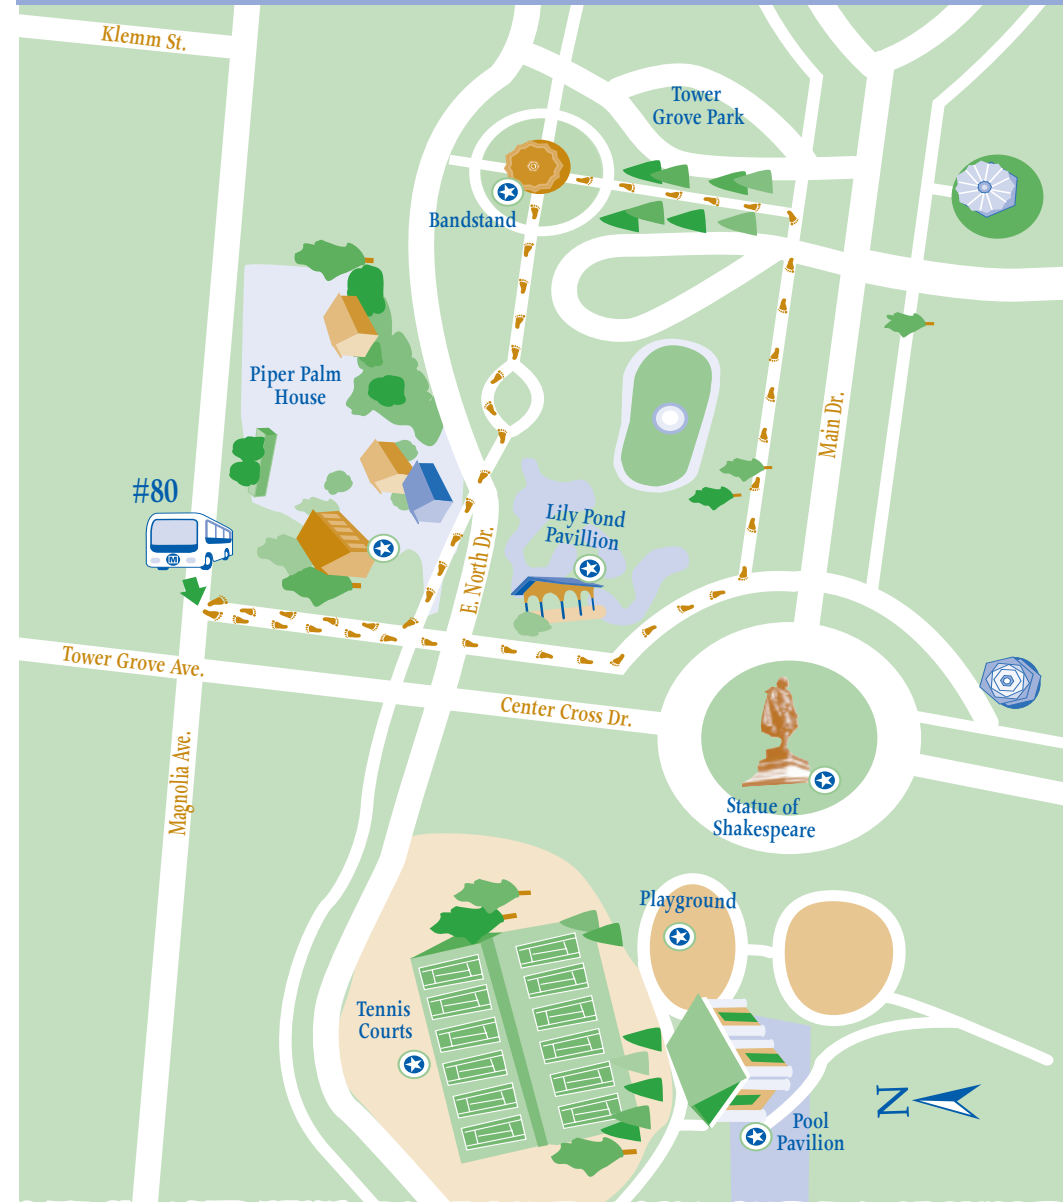 Klemm St.
Tower
Grove Park
Bandstand
Piper Palm
House
Main Dr.
#80
M
Lily Pond
Pavillion
E. North Dr.
Tower Grove Ave.
Center Cross Dr.
Magnolia Ave.
Statue of
Shakespeare
Playground
Tennis
Courts
N
Pool
Pavilion